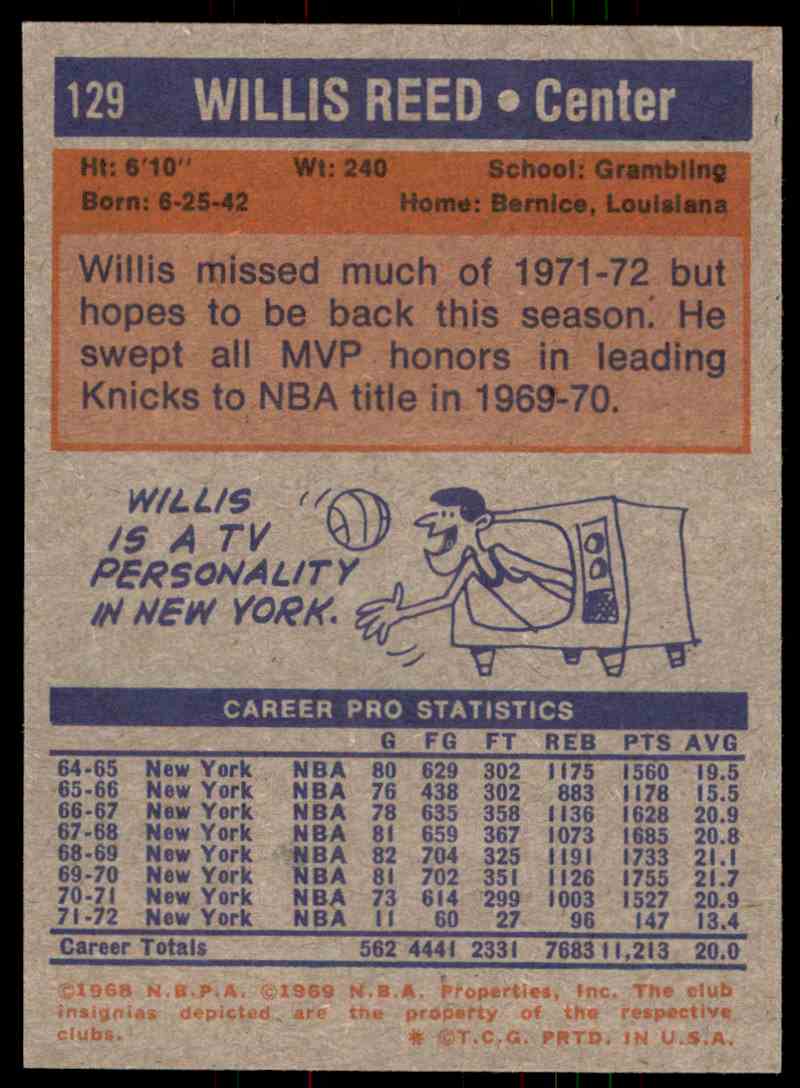 129 WILLIS REED • Center
Ht: 6'10" Wt: 240 School: Grambling
Born: 6-25-42 Home: Bernice, Louisiana
Willis missed much of 1971-72 but
hopes to be back this season. He
swept all MVP honors in leading
Knicks to NBA title in 1969-70.
WILLIS
IS A TV
PERSONALITY
IN NEW YORK.
CAREER PRO STATISTICS
G FG FT REB PTS AVG
64-65 New York NBA 80 629 302 1175 1560 19.5
65-66 New York NBA 76 438 302 883 1178 15.5
66-67 New York NBA 78 635 358 1136 1628 20.9
67-68 New York NBA 81 659 367 1073 1685 20.8
68-69 New York NBA 82 704 325 1191 1733 21.1
69-70 New York NBA 81 702 351 1126 1755 21.7
70-71 New York NBA 73 614 299 1003 1527 20.9
71-72 New York NBA 11 60 27 96 147 13.4
Career Totals 562 4441 2331 7683 11,213 20.0
©1968 N.B.P.A. ©1969 N.B.A. Properties, Inc. The club
insignias depicted are the property of the respective
clubs. * ©T.C.G. PRTD. IN U.S.A.